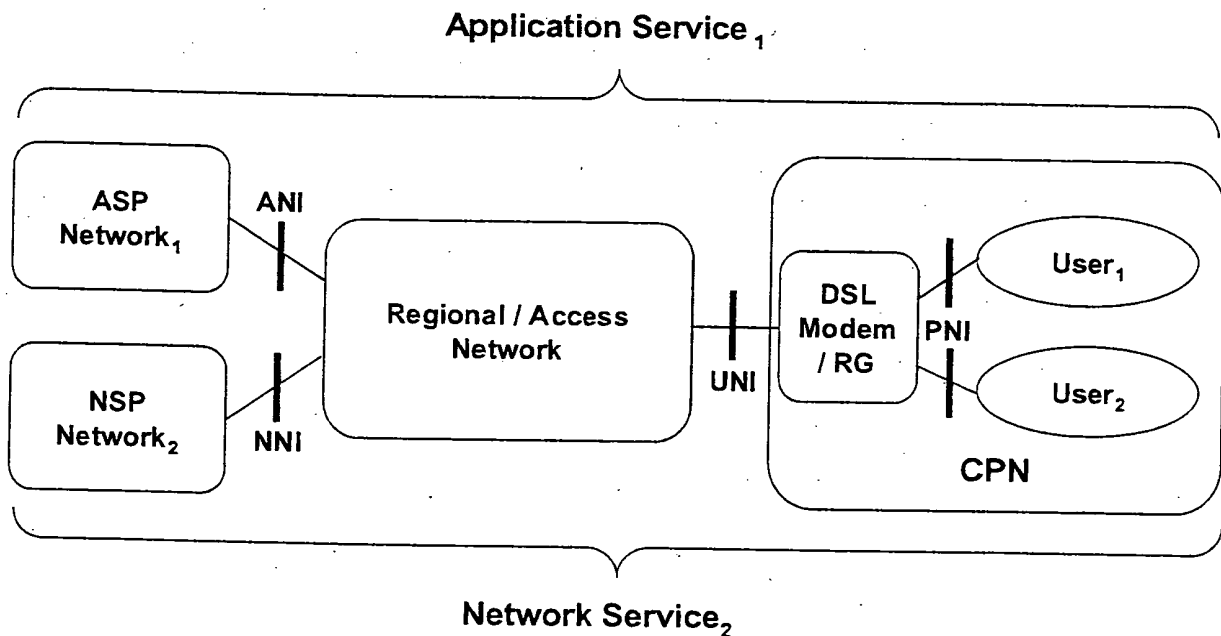 Application Service₁
ASP
Network₁
ANI
Regional / Access
Network
NSP
Network₂
NNI
UNI
DSL
Modem
/ RG
PNI
User₁
User₂
CPN
Network Service₂